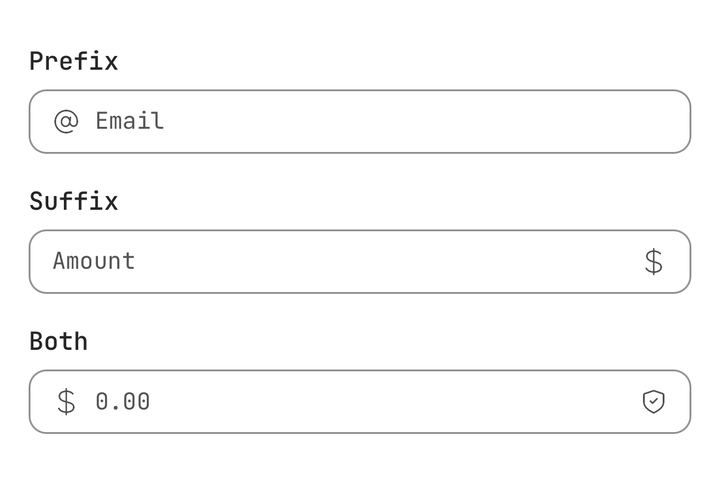 Prefix
@ Email
Suffix
Amount $
Both
$ 0.00